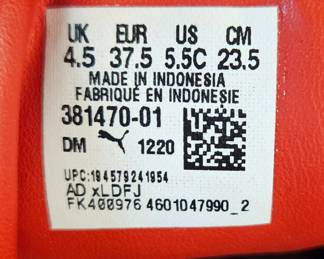 UK EUR US CM
4.5 37.5 5.5C 23.5
MADE IN INDONESIA
FABRIQUÉ EN INDONESIE
381470-01
DM 1220
UPC:194579241954
AD xLDFJ
FK400976 4601047990_2